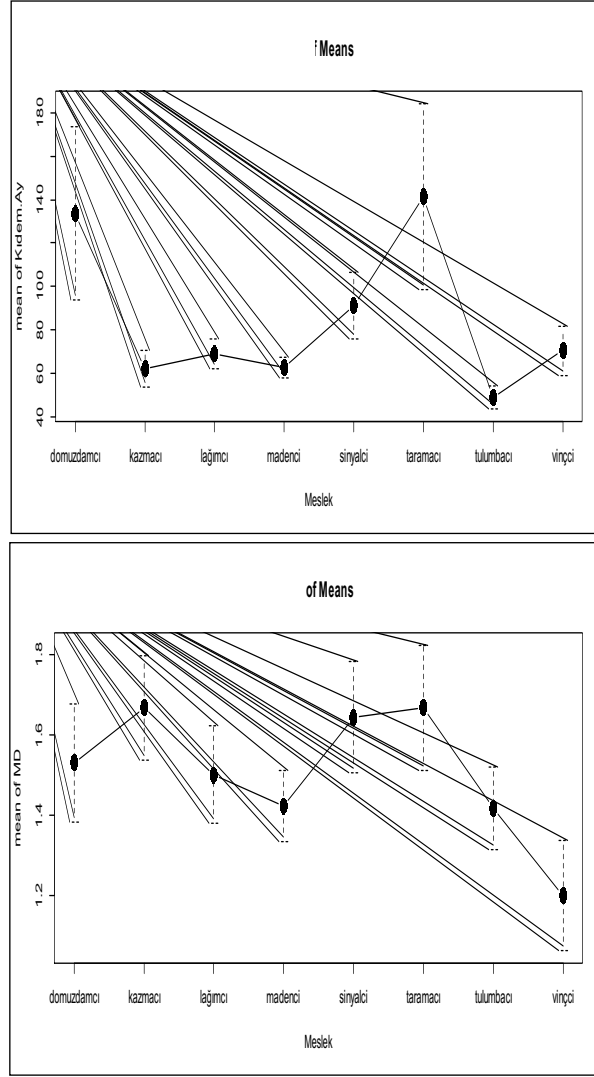 f Means
mean of Kıdem.Ay
180
140
100
80
60
40
domuzdamcı kazmacı lağımcı madenci sinyalci taramacı tulumbacı vinçci
Meslek
of Means
mean of MD
1.8
1.6
1.4
1.2
domuzdamcı kazmacı lağımcı madenci sinyalci taramacı tulumbacı vinçci
Meslek